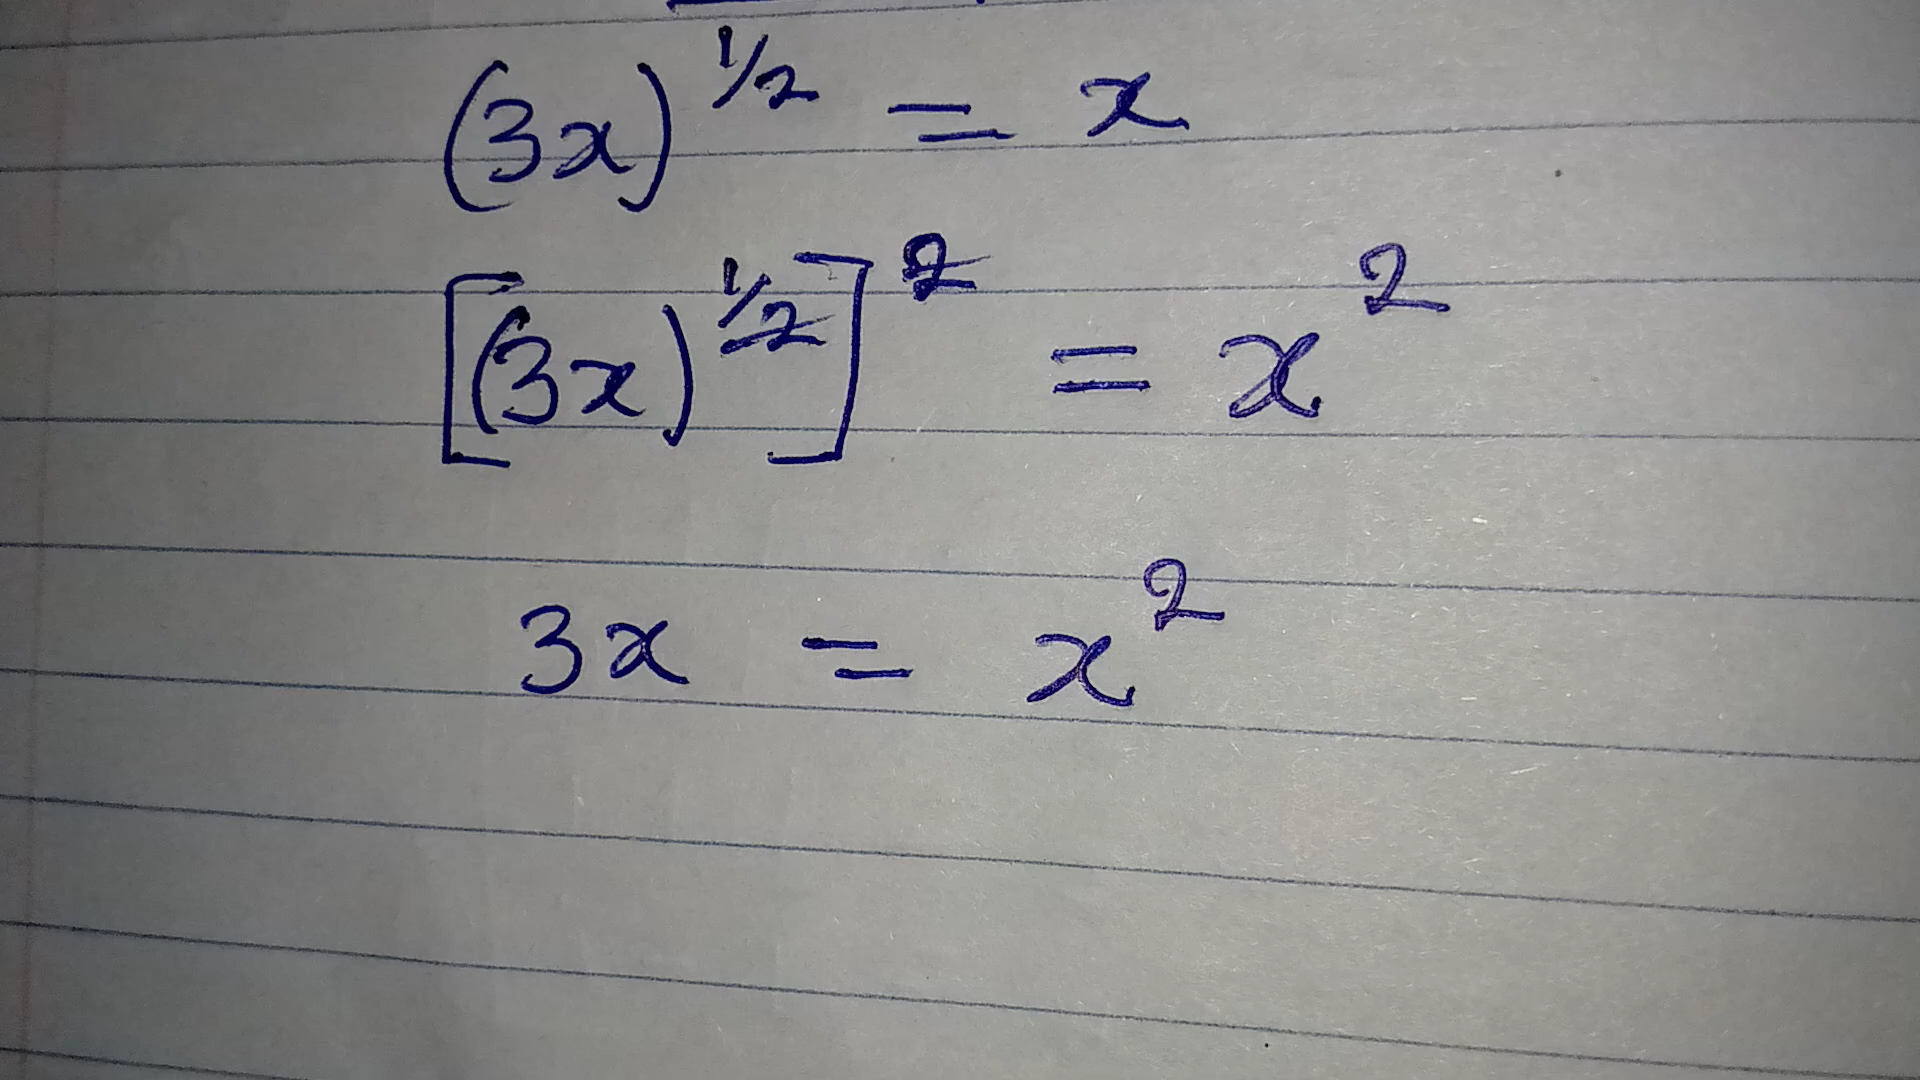 (3x)^1/2 = x
[(3x)^1/2]^2 = x^2
3x = x^2